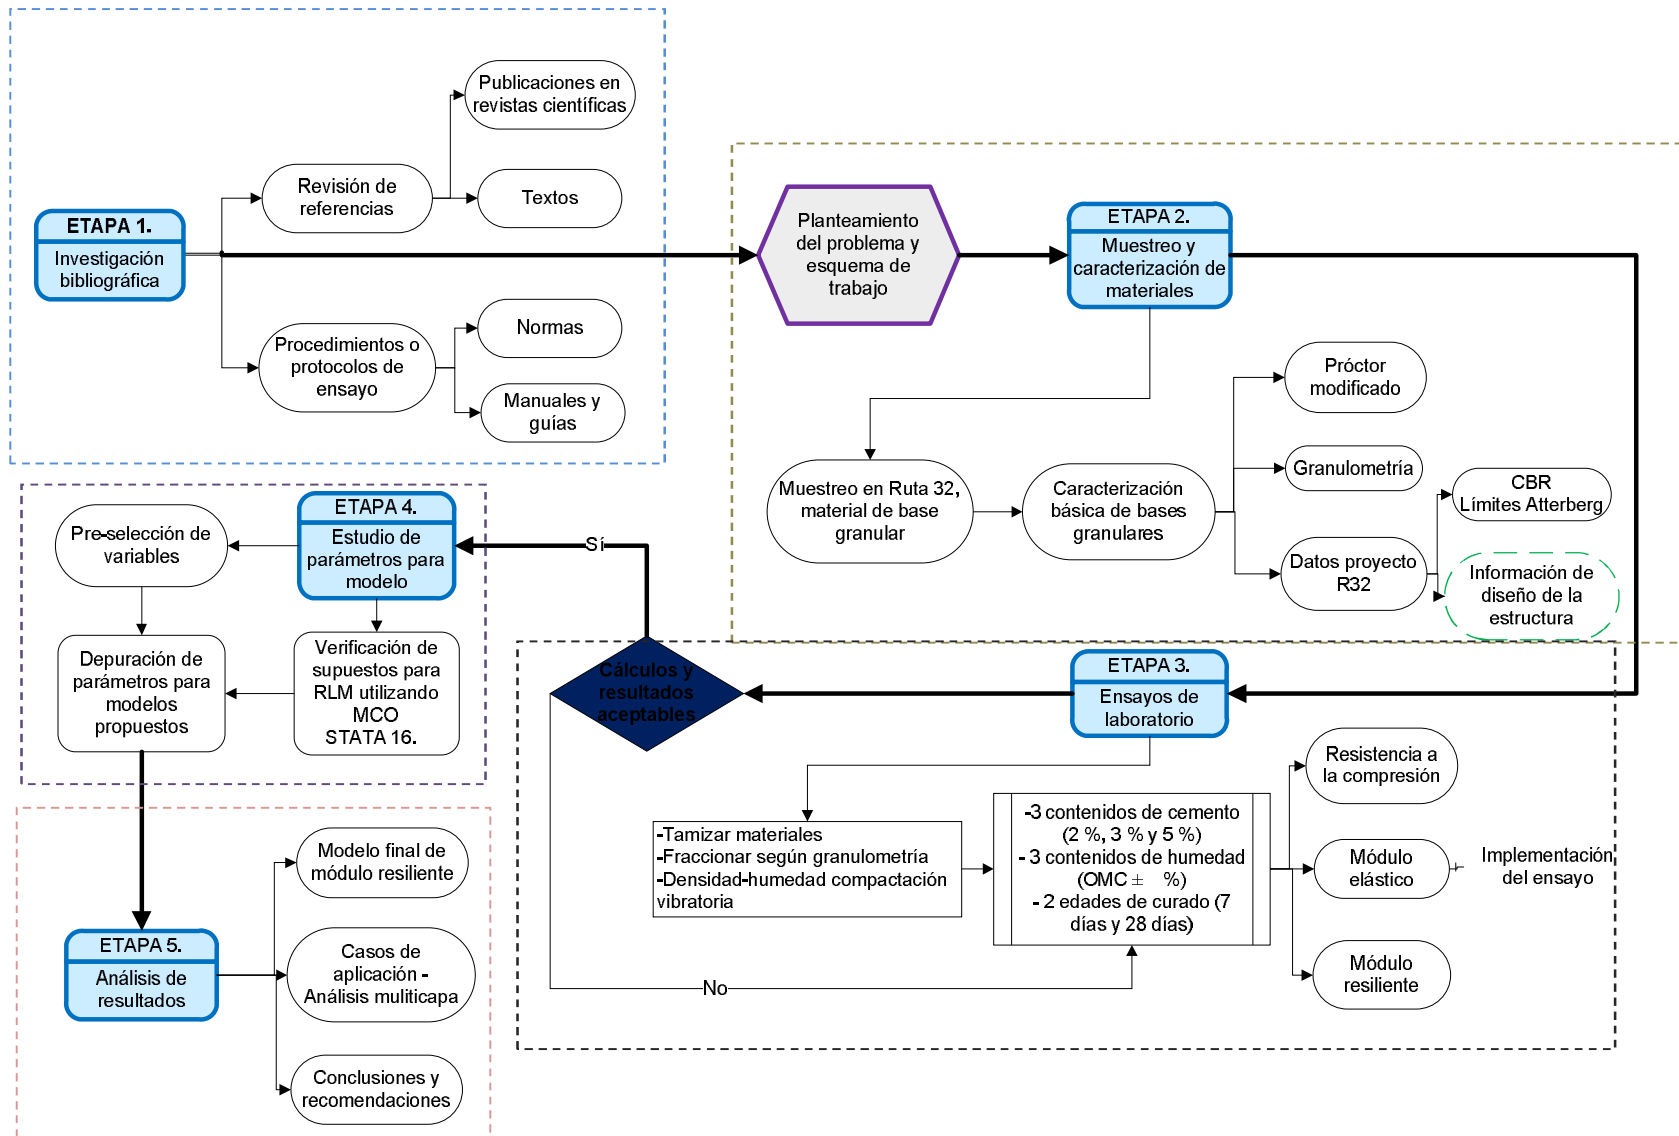 ETAPA 1.
Investigación
bibliográfica
Revisión de
referencias
Publicaciones en
revistas científicas
Textos
Procedimientos o
protocolos de
ensayo
Normas
Manuales y
guías
Planteamiento
del problema y
esquema de
trabajo
ETAPA 2.
Muestreo y
caracterización de
materiales
Muestreo en Ruta 32,
material de base
granular
Caracterización
básica de bases
granulares
Próctor
modificado
Granulometría
Datos proyecto
R32
CBR
Límites Atterberg
Información de
diseño de la
estructura
ETAPA 3.
Ensayos de
laboratorio
Cálculos y
resultados
aceptables
Sí
No
-Tamizar materiales
-Fraccionar según granulometría
-Densidad-humedad compactación
vibratoria
-3 contenidos de cemento
(2 %, 3 % y 5 %)
- 3 contenidos de humedad
(OMC ± %)
- 2 edades de curado (7
días y 28 días)
Resistencia a
la compresión
Módulo
elástico
Implementación
del ensayo
Módulo
resiliente
ETAPA 4.
Estudio de
parámetros para
modelo
Pre-selección de
variables
Depuración de
parámetros para
modelos
propuestos
Verificación de
supuestos para
RLM utilizando
MCO
STATA 16.
ETAPA 5.
Análisis de
resultados
Modelo final de
módulo resiliente
Casos de
aplicación -
Análisis muliticapa
Conclusiones y
recomendaciones